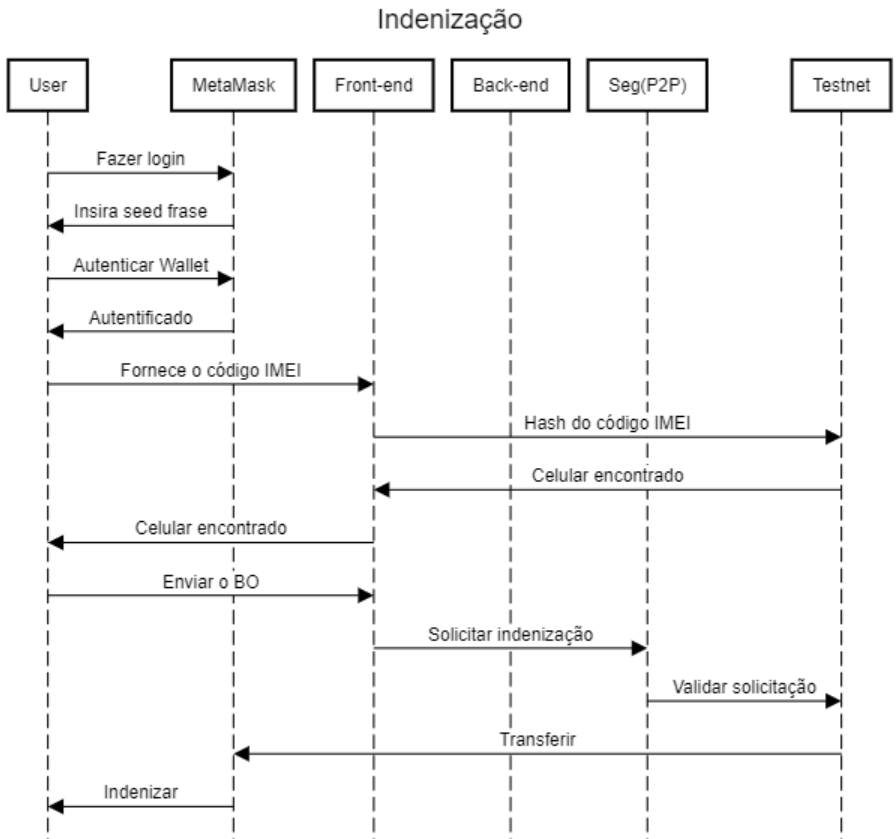 Indenização
User
MetaMask
Front-end
Back-end
Seg(P2P)
Testnet
Fazer login
Insira seed frase
Autenticar Wallet
Autentificado
Fornece o código IMEI
Hash do código IMEI
Celular encontrado
Celular encontrado
Enviar o BO
Solicitar indenização
Validar solicitação
Transferir
Indenizar